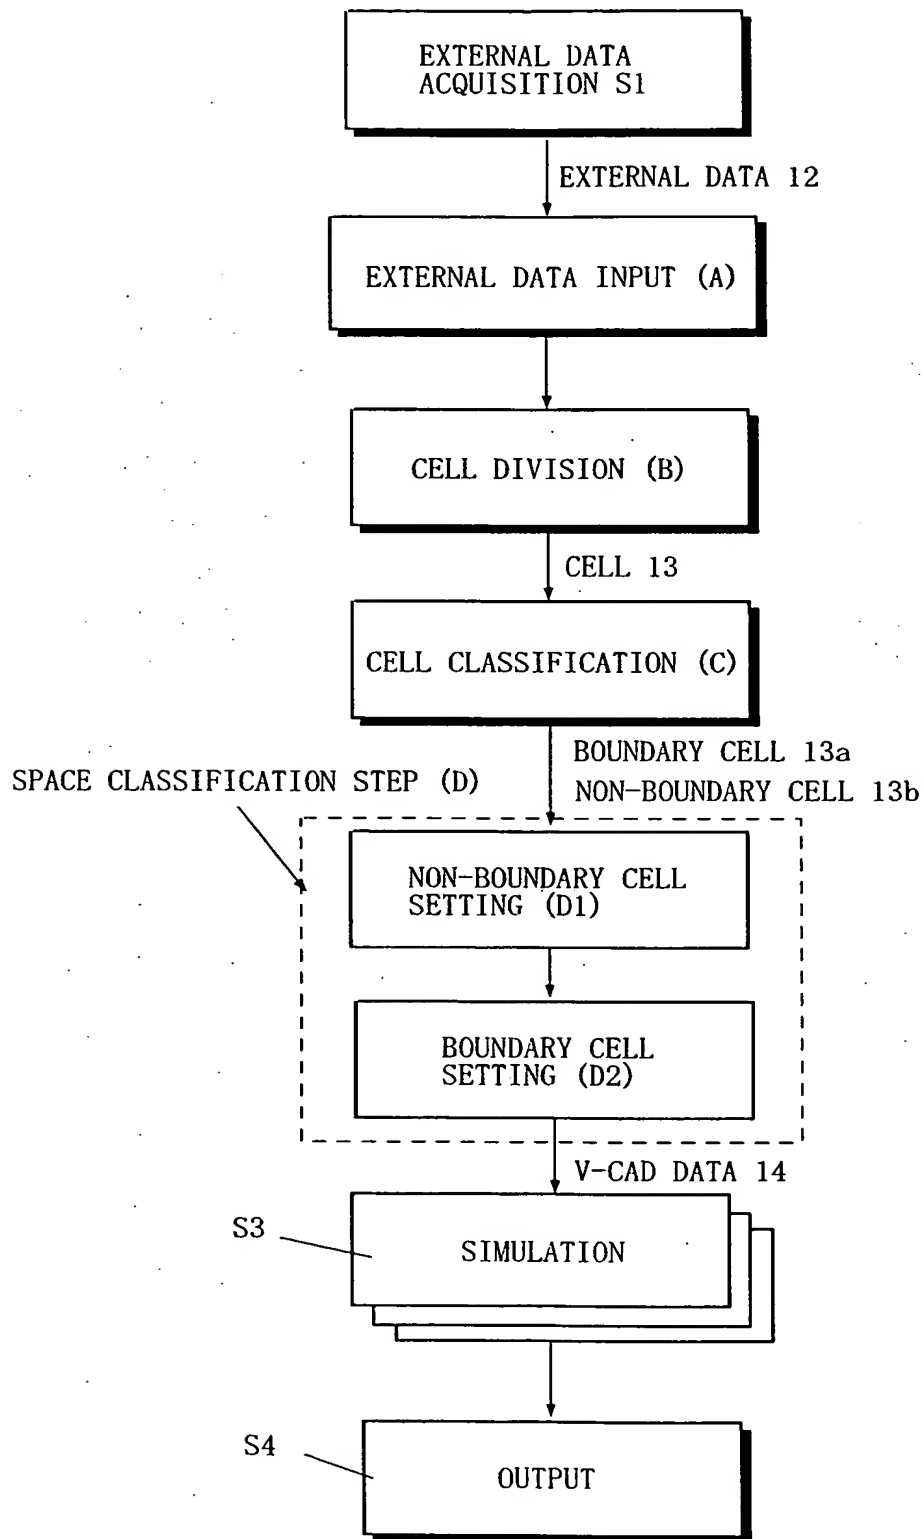 EXTERNAL DATA
ACQUISITION S1
EXTERNAL DATA 12
EXTERNAL DATA INPUT (A)
CELL DIVISION (B)
CELL 13
CELL CLASSIFICATION (C)
BOUNDARY CELL 13a
NON-BOUNDARY CELL 13b
SPACE CLASSIFICATION STEP (D)
NON-BOUNDARY CELL
SETTING (D1)
BOUNDARY CELL
SETTING (D2)
V-CAD DATA 14
S3
SIMULATION
S4
OUTPUT